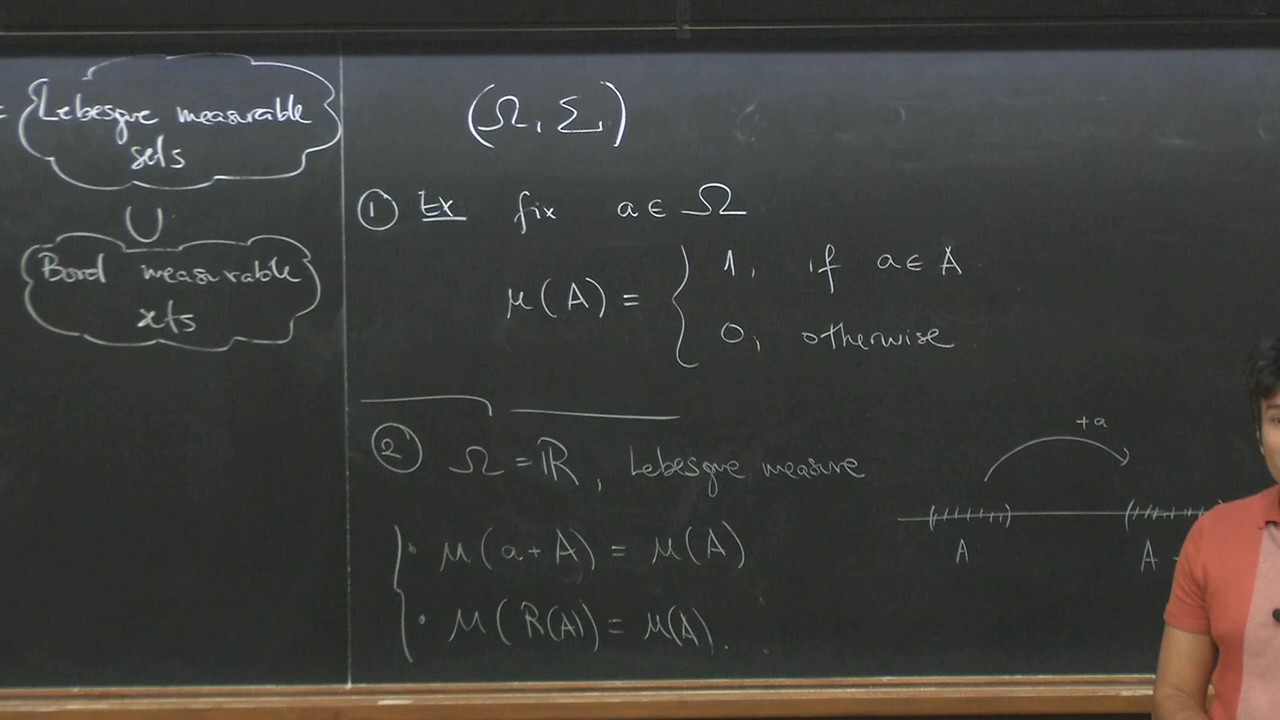 = Lebesgue measurable
sets
∪
Borel measurable
sets
(Ω, Σ)
① Ex fix a ∈ Ω
μ(A) = { 1, if a ∈ A
0, otherwise
② Ω = ℝ, Lebesgue measure
+a
A
A
{ · μ(a+A) = μ(A)
· μ(R(A)) = μ(A).